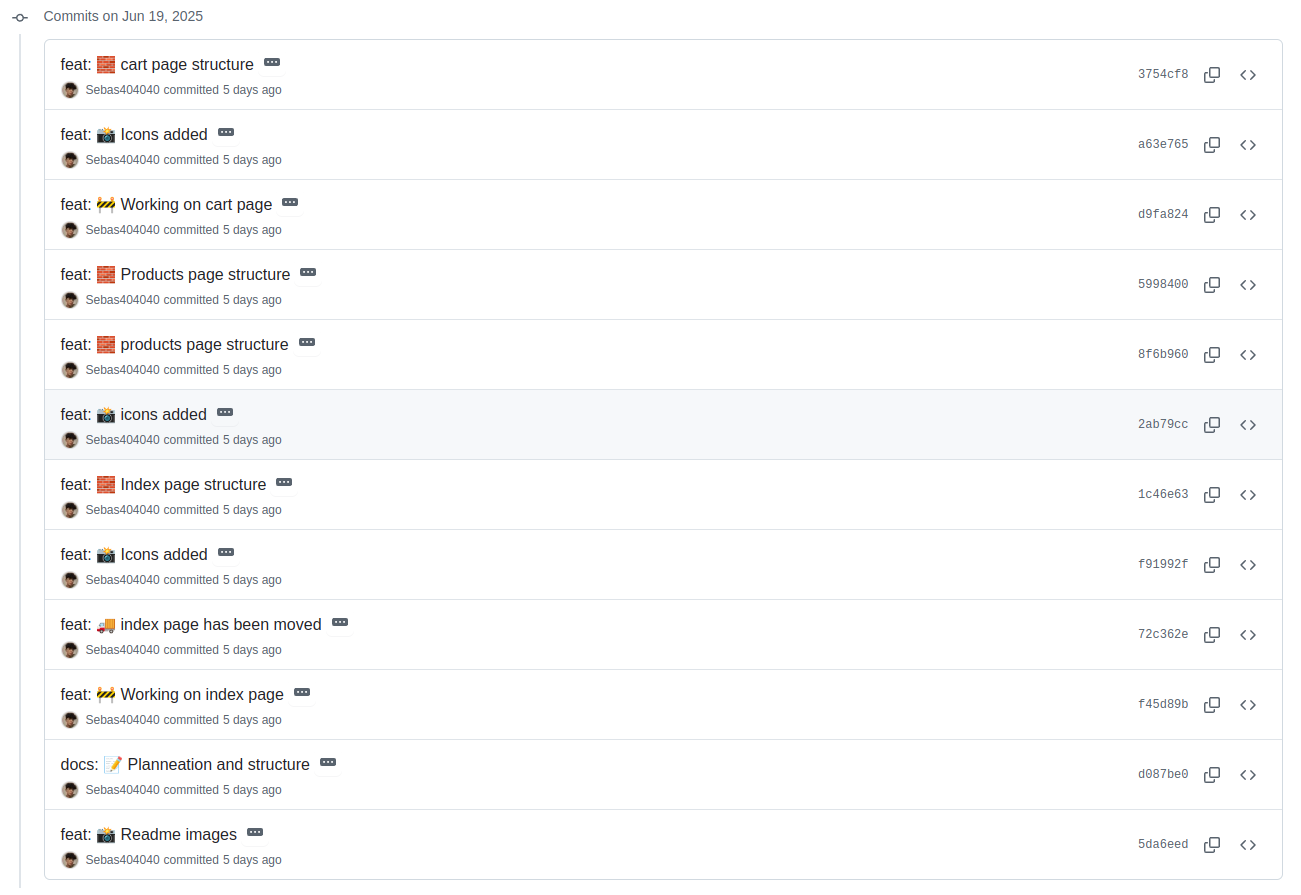 Commits on Jun 19, 2025
feat: 🧱 cart page structure
Sebas404040 committed 5 days ago
3754cf8
feat: 📸 Icons added
Sebas404040 committed 5 days ago
a63e765
feat: 🚧 Working on cart page
Sebas404040 committed 5 days ago
d9fa824
feat: 🧱 Products page structure
Sebas404040 committed 5 days ago
5998400
feat: 🧱 products page structure
Sebas404040 committed 5 days ago
8f6b960
feat: 📸 icons added
Sebas404040 committed 5 days ago
2ab79cc
feat: 🧱 Index page structure
Sebas404040 committed 5 days ago
1c46e63
feat: 📸 Icons added
Sebas404040 committed 5 days ago
f91992f
feat: 🚚 index page has been moved
Sebas404040 committed 5 days ago
72c362e
feat: 🚧 Working on index page
Sebas404040 committed 5 days ago
f45d89b
docs: 📝 Planneation and structure
Sebas404040 committed 5 days ago
d087be0
feat: 📸 Readme images
Sebas404040 committed 5 days ago
5da6eed